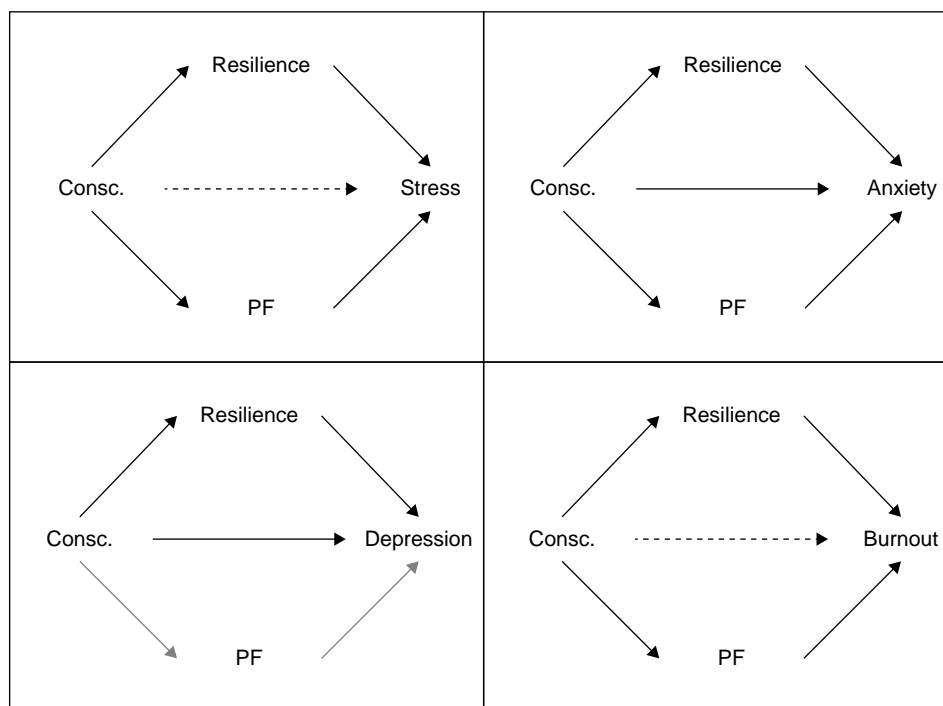 Resilience
Consc.
Stress
PF
Resilience
Consc.
Anxiety
PF
Resilience
Consc.
Depression
PF
Resilience
Consc.
Burnout
PF